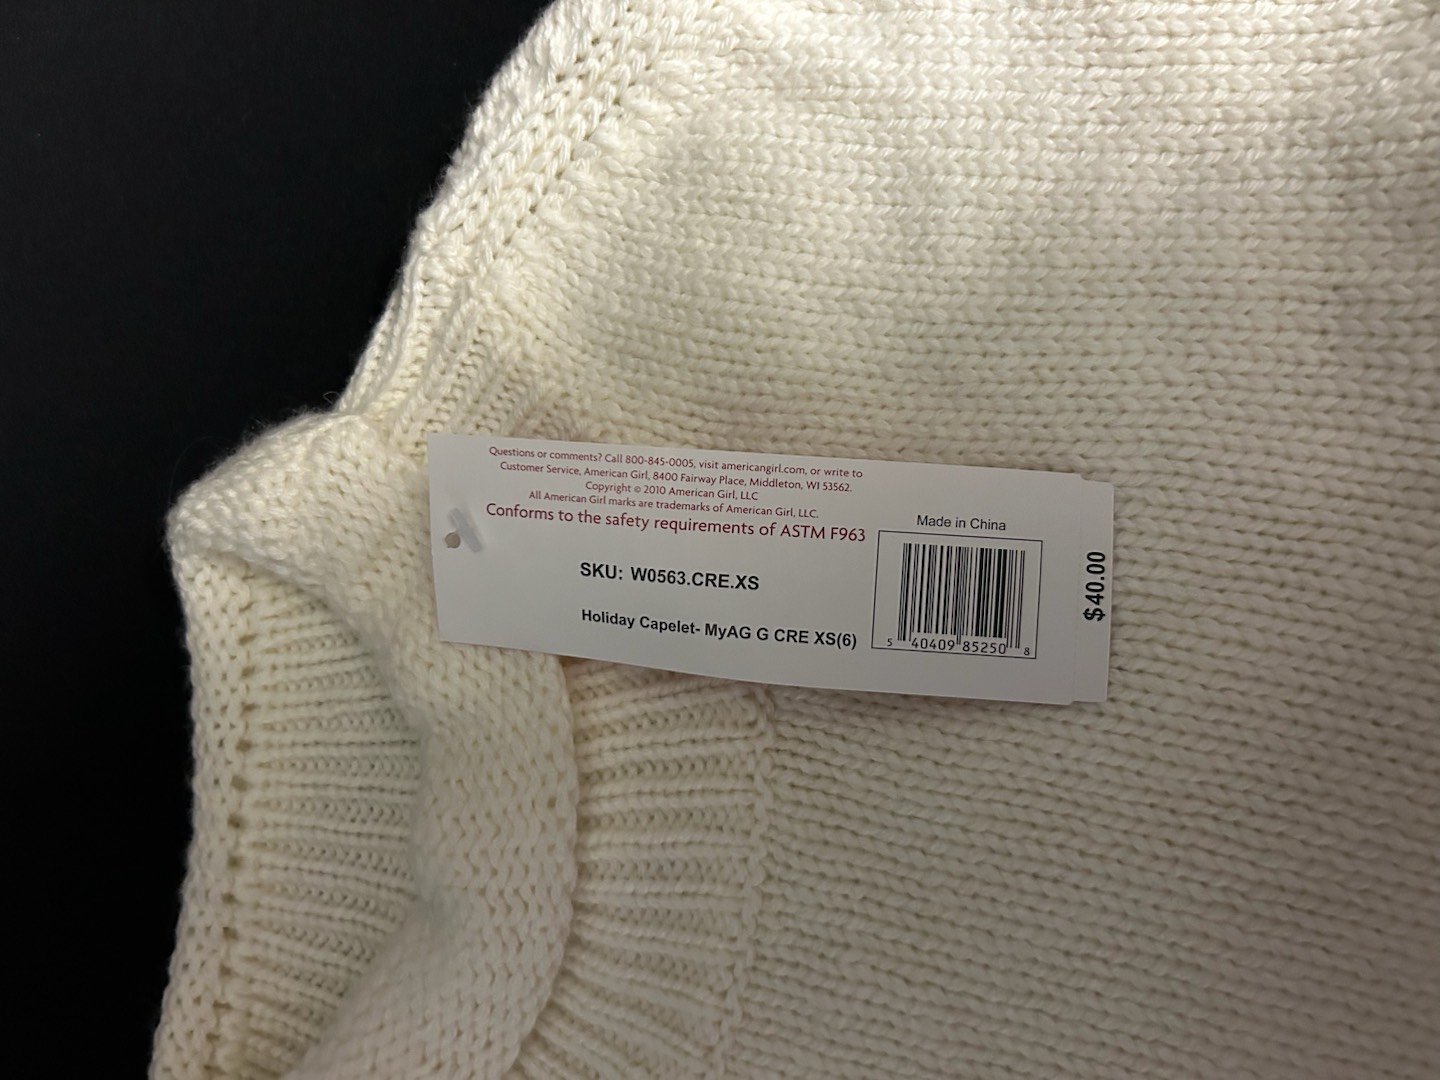 Questions or comments? Call 800-845-0005, visit americangirl.com, or write to
Customer Service, American Girl, 8400 Fairway Place, Middleton, WI 53562.
Copyright © 2010 American Girl, LLC
All American Girl marks are trademarks of American Girl, LLC.
Conforms to the safety requirements of ASTM F963
SKU: W0563.CRE.XS
Holiday Capelet- MyAG G CRE XS(6)
Made in China
5 40409 85250 8
$40.00